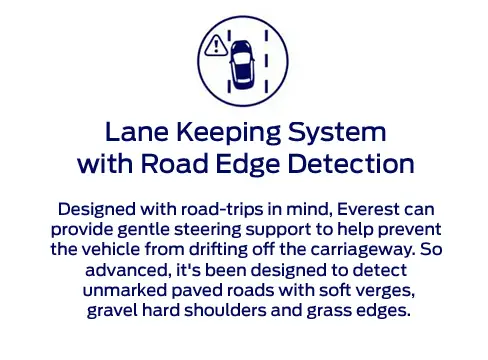 Lane Keeping System
with Road Edge Detection
Designed with road-trips in mind, Everest can
provide gentle steering support to help prevent
the vehicle from drifting off the carriageway. So
advanced, it's been designed to detect
unmarked paved roads with soft verges,
gravel hard shoulders and grass edges.